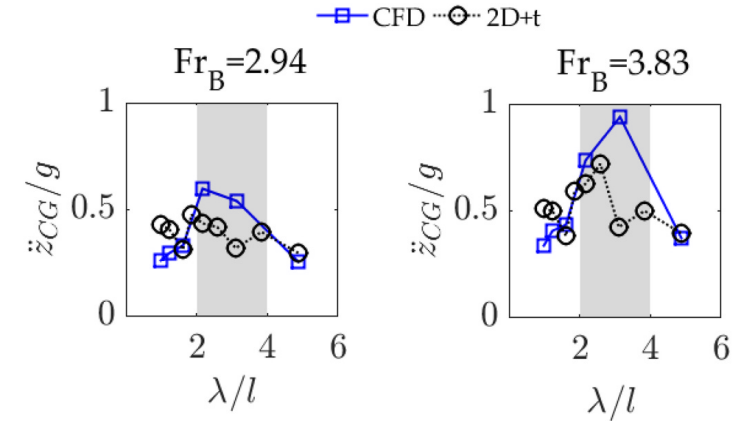 CFD 2D+t
Fr_B=2.94
Fr_B=3.83
1
0.5
0
2 4 6
z̈_CG/g
λ/l
1
0.5
0
2 4 6
z̈_CG/g
λ/l